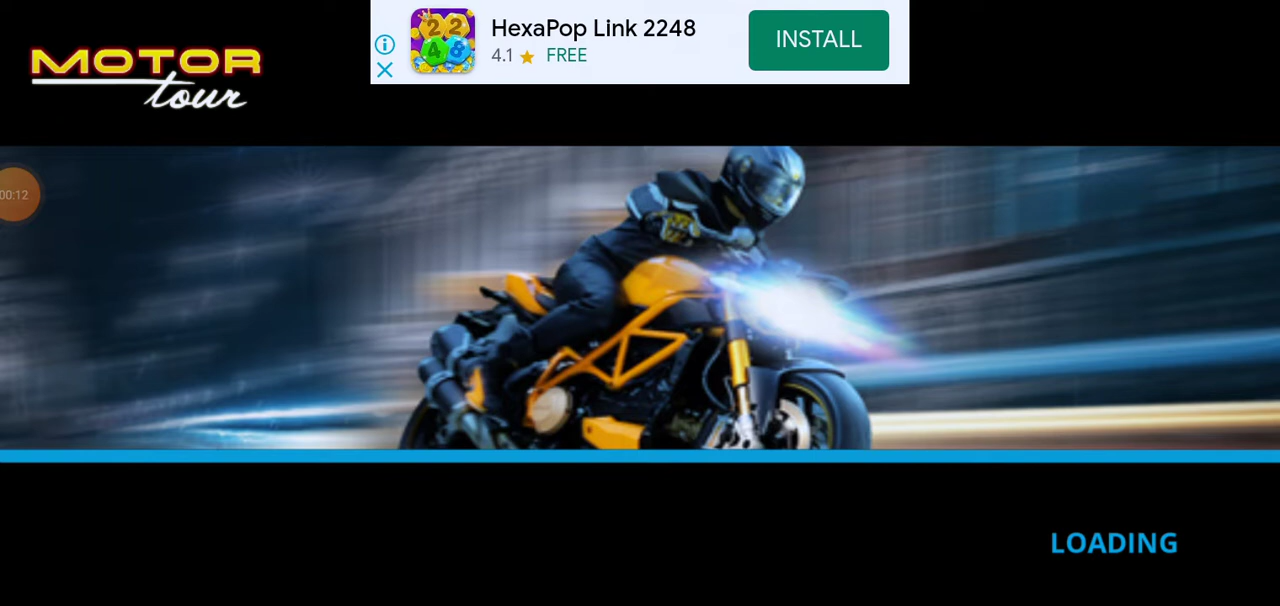 MOTOR
tour
HexaPop Link 2248
4.1 ★ FREE
INSTALL
00:12
LOADING